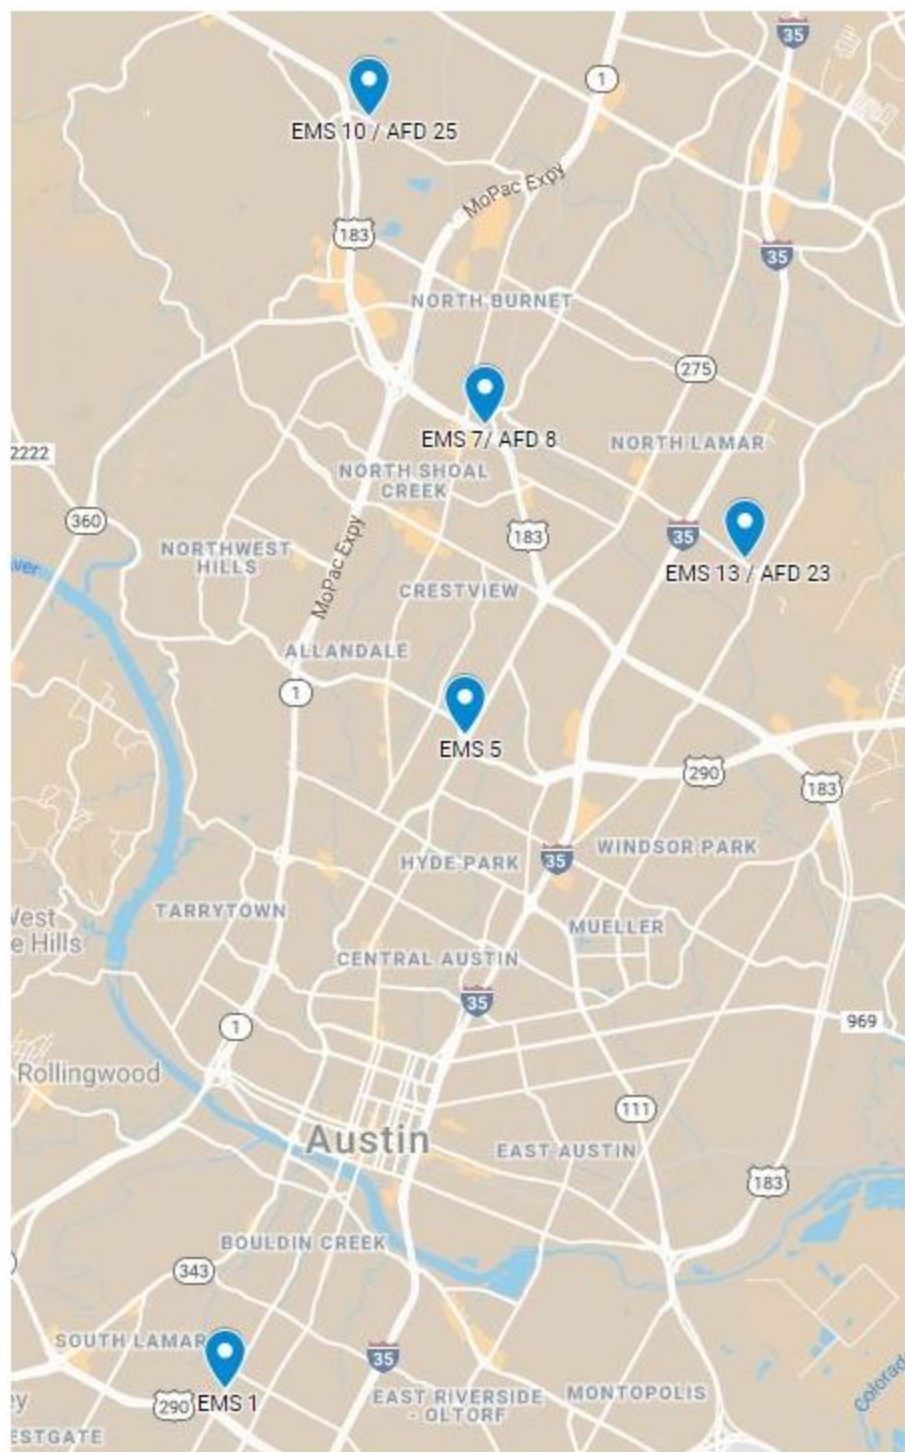 35
1
EMS 10 / AFD 25
MoPac Expy
183
35
NORTH BURNET
275
EMS 7/ AFD 8
NORTH LAMAR
2222
NORTH SHOAL
CREEK
360
35
183
NORTHWEST
HILLS
MoPac Expy
EMS 13 / AFD 23
CRESTVIEW
ALLANDALE
1
EMS 5
290
183
HYDE PARK
35
WINDSOR PARK
TARRYTOWN
MUELLER
CENTRAL AUSTIN
35
1
969
Rollingwood
111
Austin
EAST AUSTIN
183
BOULDIN CREEK
343
SOUTH LAMAR
35
290
EMS 1
EAST RIVERSIDE
- OLTORF
MONTOPOLIS